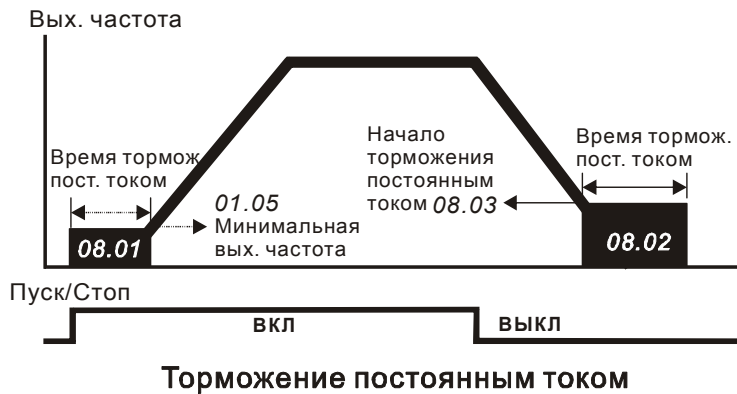 Вых. частота
Время тормож.
пост. током
01.05
Минимальная
вых. частота
08.01
Начало
торможения
постоянным
током 08.03
Время тормож.
пост. током
08.02
Пуск/Стоп
ВКЛ
ВЫКЛ
Торможение постоянным током